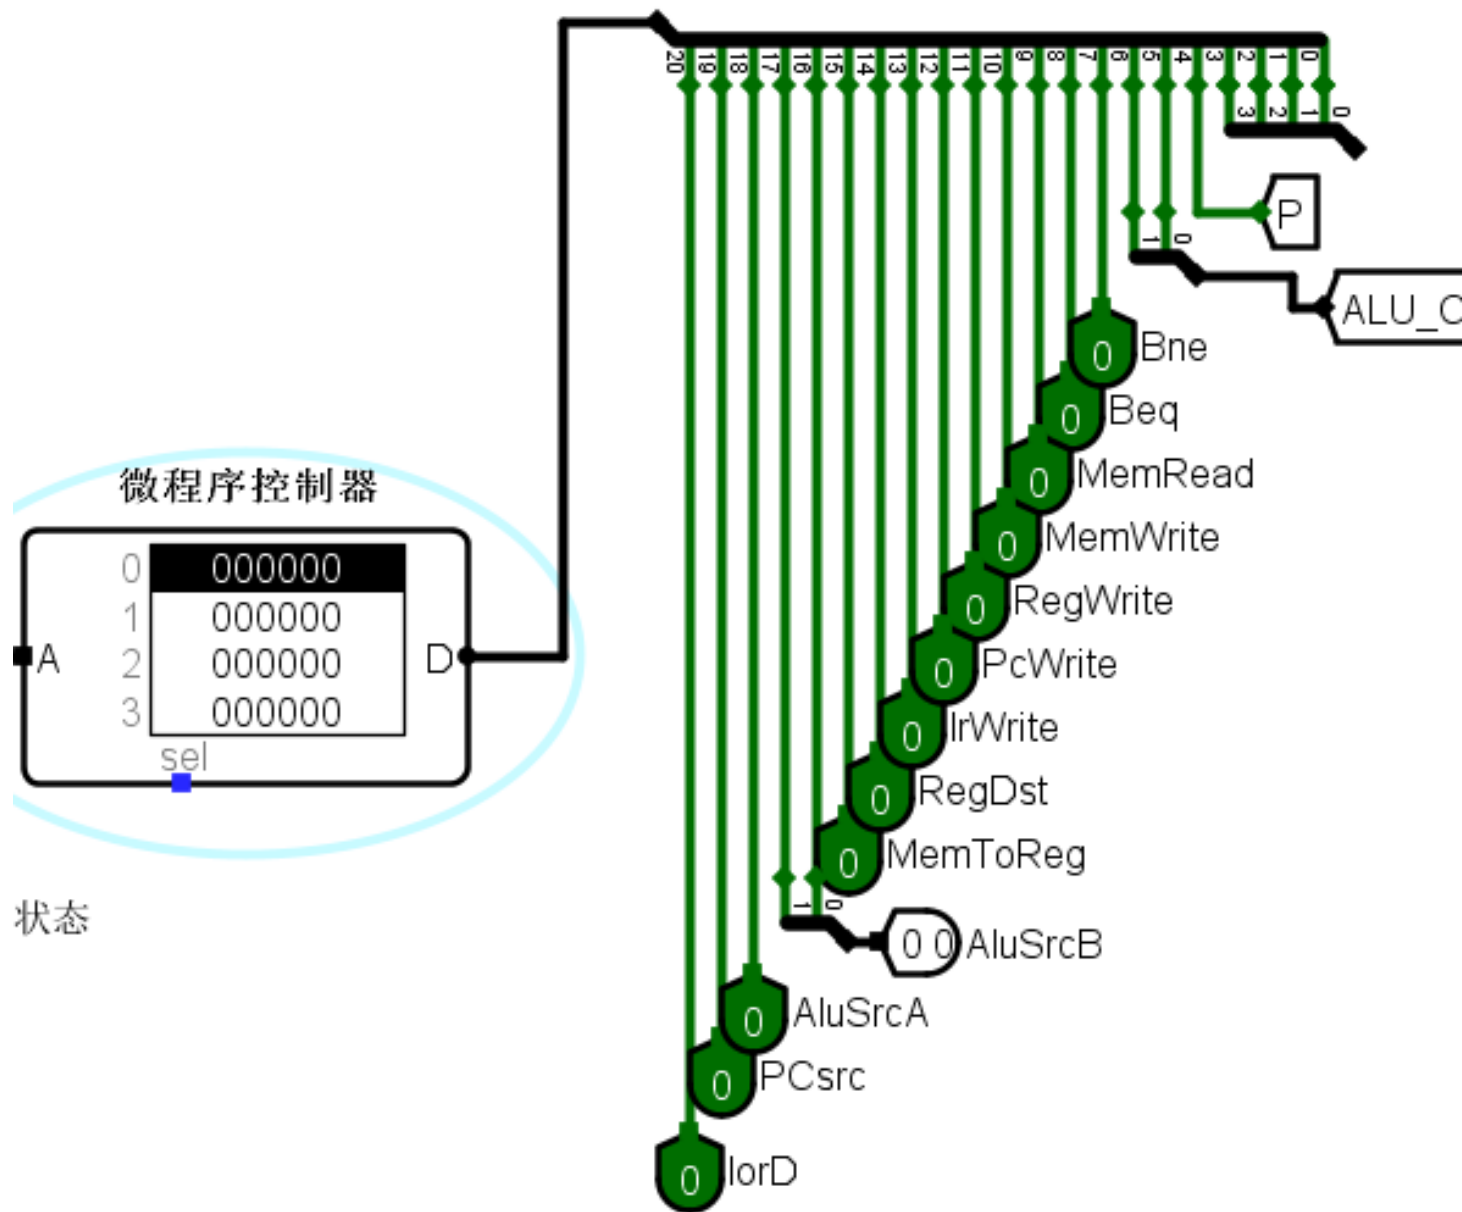 20 19 18 17 16 15 14 13 12 11 10 9 8 7 6 5 4 3 2 1 0
3 2 1 0
P
1 0
ALU_C
0 Bne
0 Beq
0 MemRead
微程序控制器
0 MemWrite
0 000000
1 000000
0 RegWrite
A
2 000000
D
0 PcWrite
3 000000
0 IrWrite
sel
0 RegDst
0 MemToReg
1 0
状态
0 0 AluSrcB
0 AluSrcA
0 PCsrc
0 IorD